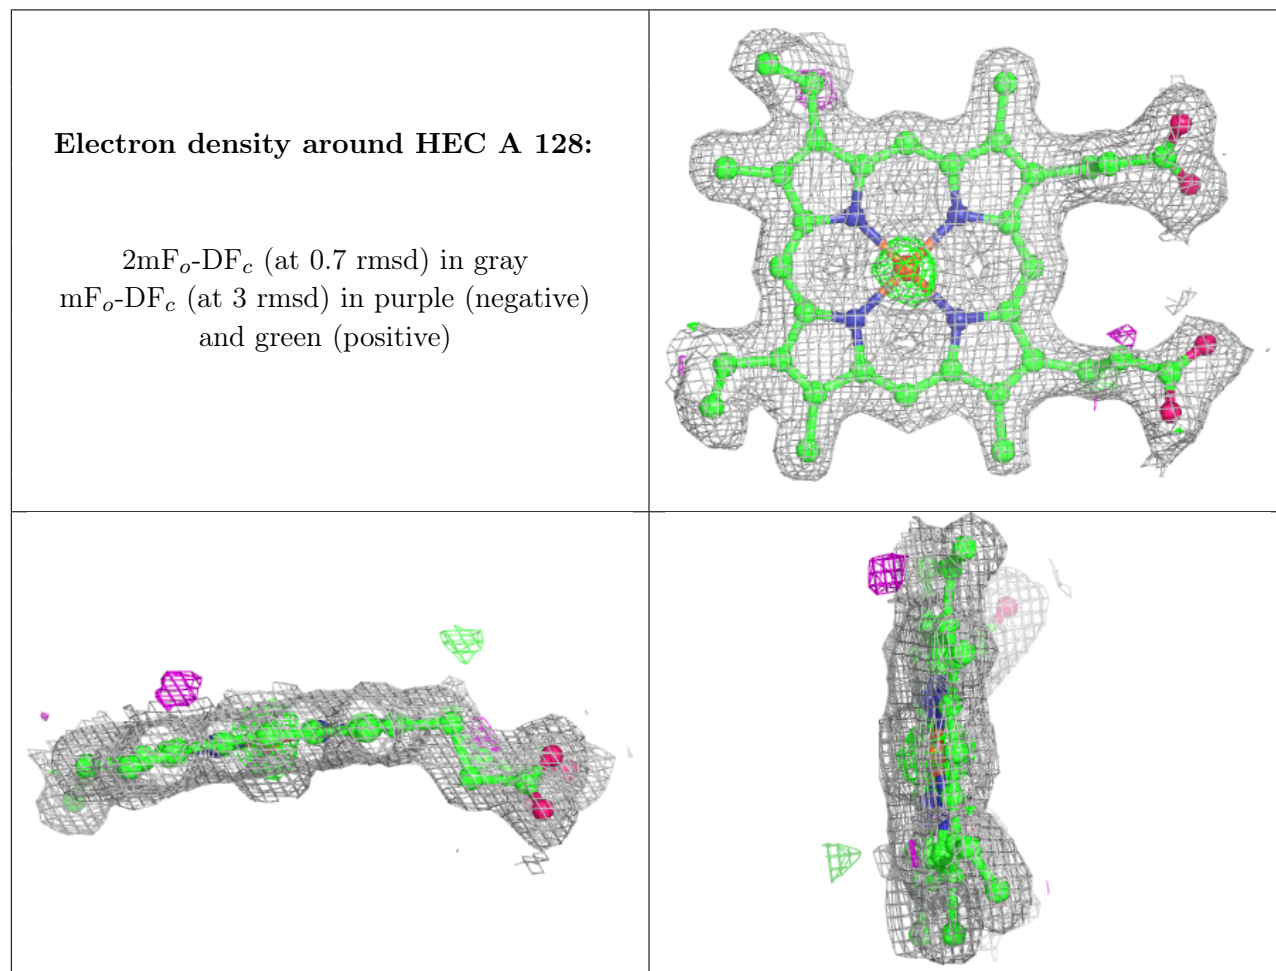 Electron density around HEC A 128:
2mFo-DFc (at 0.7 rmsd) in gray
mFo-DFc (at 3 rmsd) in purple (negative)
and green (positive)